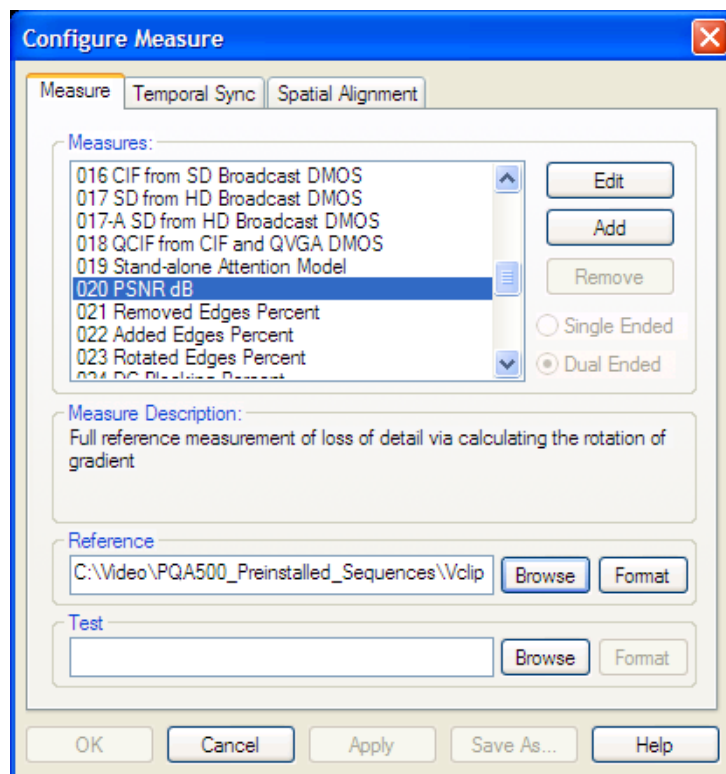 Configure Measure
Measure
Temporal Sync
Spatial Alignment
Measures:
016 CIF from SD Broadcast DMOS
017 SD from HD Broadcast DMOS
017-A SD from HD Broadcast DMOS
018 QCIF from CIF and QVGA DMOS
019 Stand-alone Attention Model
020 PSNR dB
021 Removed Edges Percent
022 Added Edges Percent
023 Rotated Edges Percent
024 DC Blocking Percent
Edit
Add
Remove
Single Ended
Dual Ended
Measure Description:
Full reference measurement of loss of detail via calculating the rotation of
gradient
Reference
C:\Video\PQA500_Preinstalled_Sequences\Vclip
Browse
Format
Test
Browse
Format
OK
Cancel
Apply
Save As...
Help